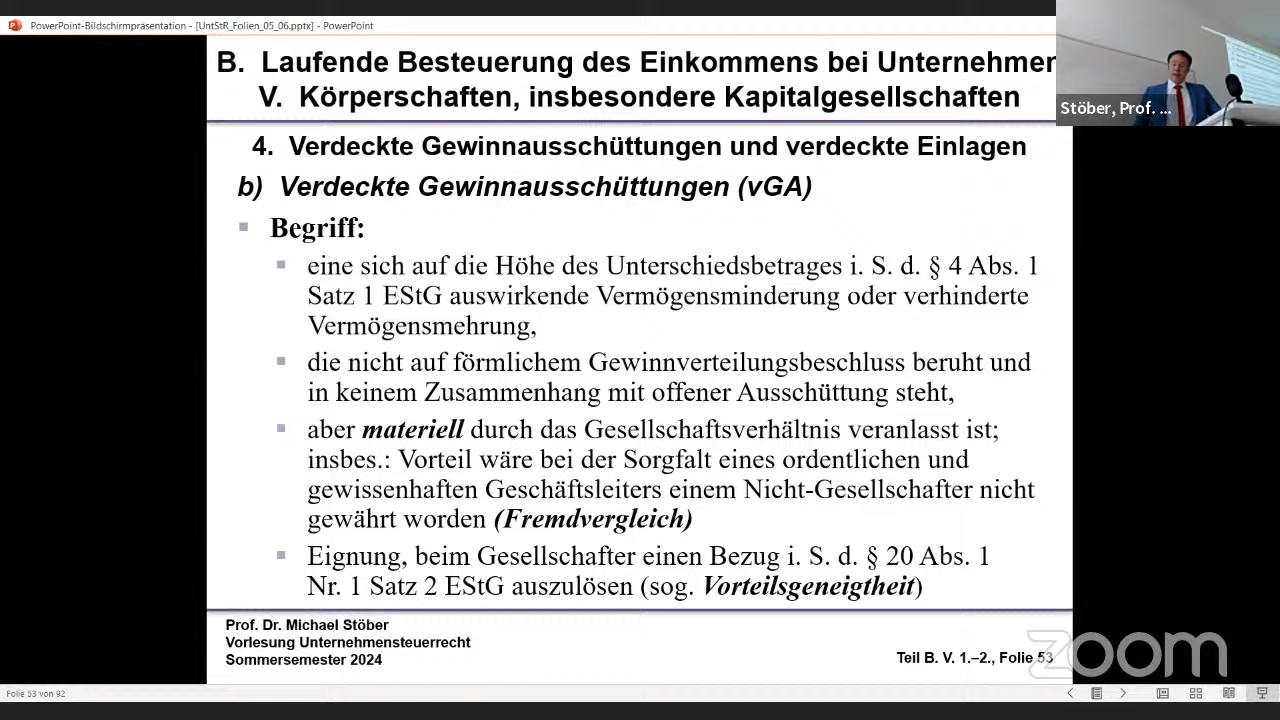 PowerPoint-Bildschirmpräsentation - [UntStR_Folien_05_06.pptx] - PowerPoint
B. Laufende Besteuerung des Einkommens bei Unternehmen
V. Körperschaften, insbesondere Kapitalgesellschaften
Stöber, Prof. ...
4. Verdeckte Gewinnausschüttungen und verdeckte Einlagen
b) Verdeckte Gewinnausschüttungen (vGA)
Begriff:
eine sich auf die Höhe des Unterschiedsbetrages i. S. d. § 4 Abs. 1
Satz 1 EStG auswirkende Vermögensminderung oder verhinderte
Vermögensmehrung,
die nicht auf förmlichem Gewinnverteilungsbeschluss beruht und
in keinem Zusammenhang mit offener Ausschüttung steht,
aber materiell durch das Gesellschaftsverhältnis veranlasst ist;
insbes.: Vorteil wäre bei der Sorgfalt eines ordentlichen und
gewissenhaften Geschäftsleiters einem Nicht-Gesellschafter nicht
gewährt worden (Fremdvergleich)
Eignung, beim Gesellschafter einen Bezug i. S. d. § 20 Abs. 1
Nr. 1 Satz 2 EStG auszulösen (sog. Vorteilsgeneigtheit)
Prof. Dr. Michael Stöber
Vorlesung Unternehmensteuerrecht
Sommersemester 2024
Teil B. V. 1.–2., Folie 53
zoom
Folie 53 von 92